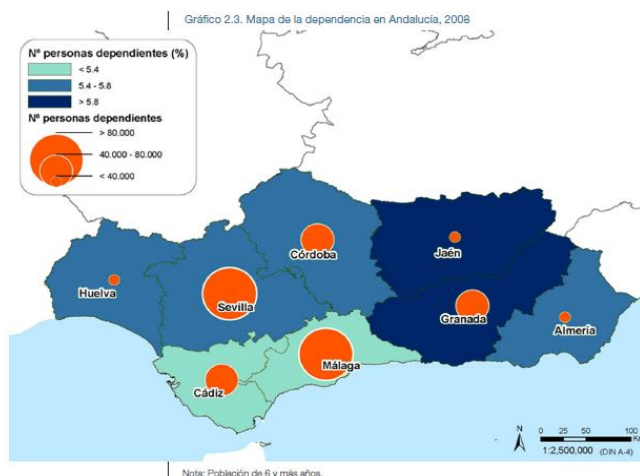 Gráfico 2.3. Mapa de la dependencia en Andalucía, 2008
Nº personas dependientes (%)
< 5.4
5.4 - 5.8
> 5.8
Nº personas dependientes
> 80.000
40.000 - 80.000
< 40.000
Córdoba
Jaén
Huelva
Sevilla
Granada
Almería
Málaga
Cádiz
N
0 25 50 100
Km
1:2,500,000 (DIN A-4)
Nota: Población de 6 y más años.